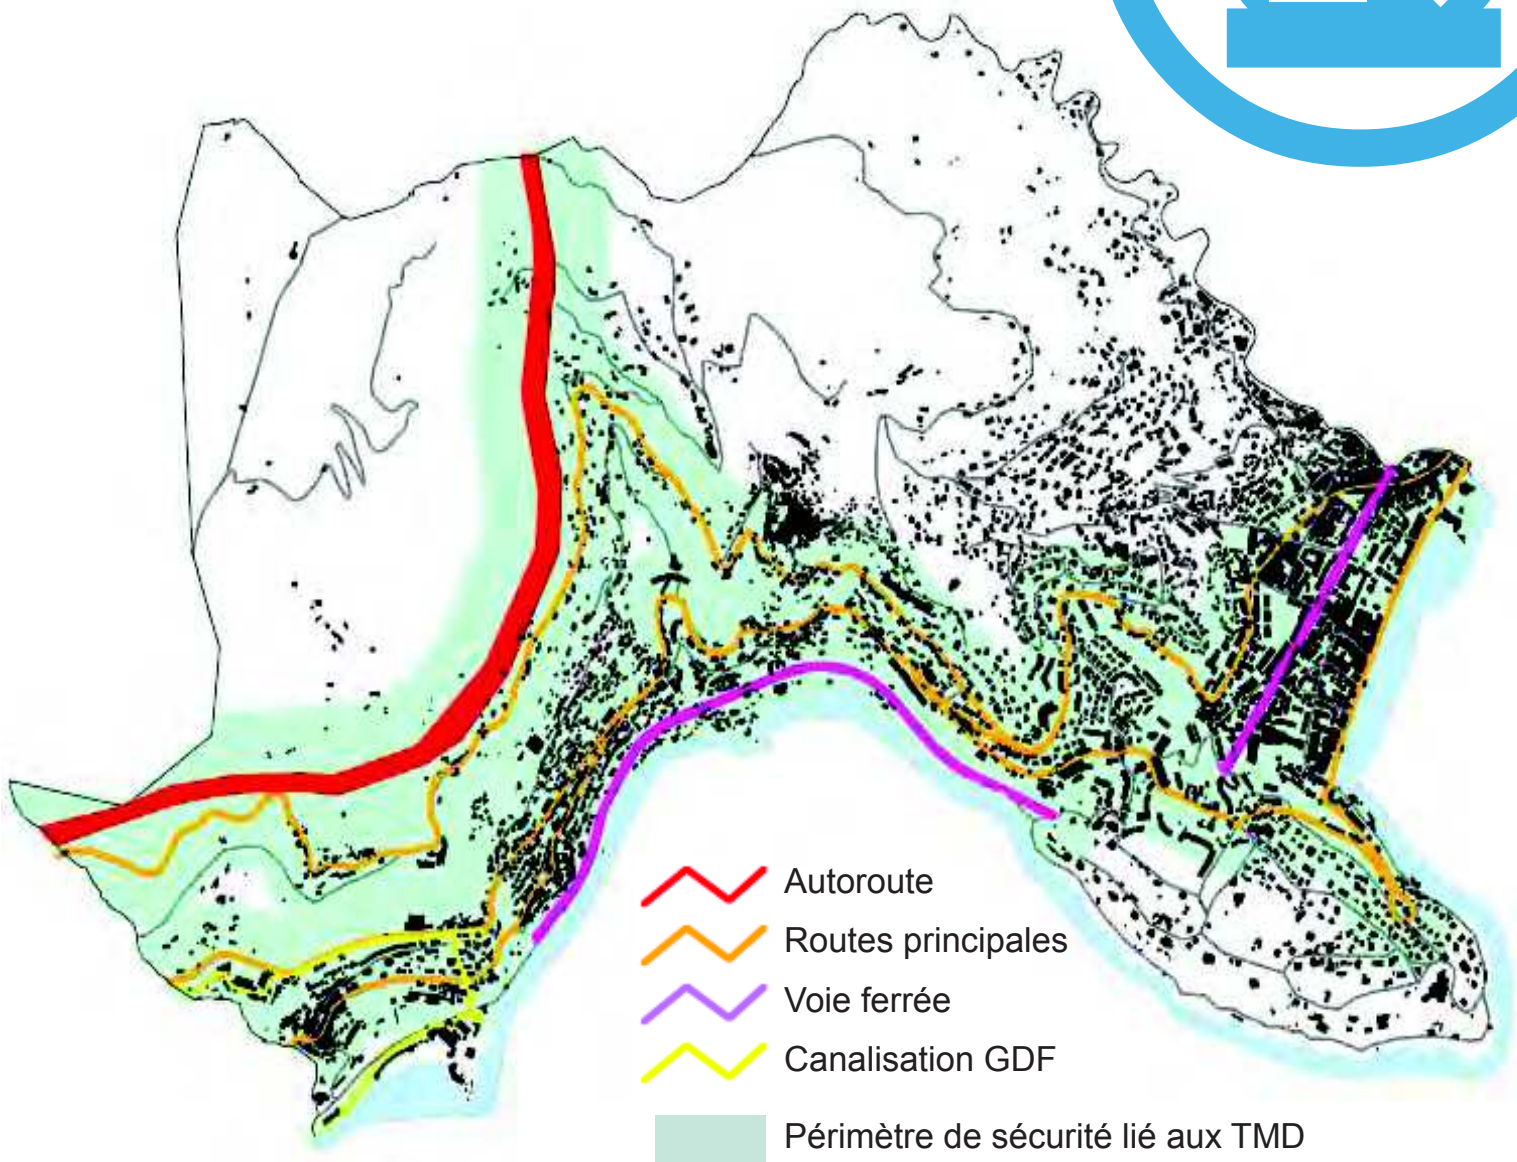 Autoroute
Routes principales
Voie ferrée
Canalisation GDF
Périmètre de sécurité lié aux TMD